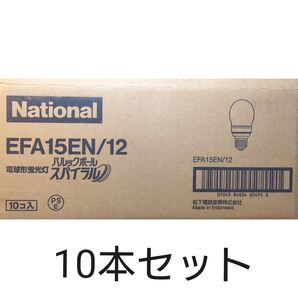 National
EFA15EN/12
パルックボール
電球形蛍光灯 スパイラル
10コ入
PS
E
EFA15EN/12
松下電器産業株式会社
Made in Indonesia
10本セット